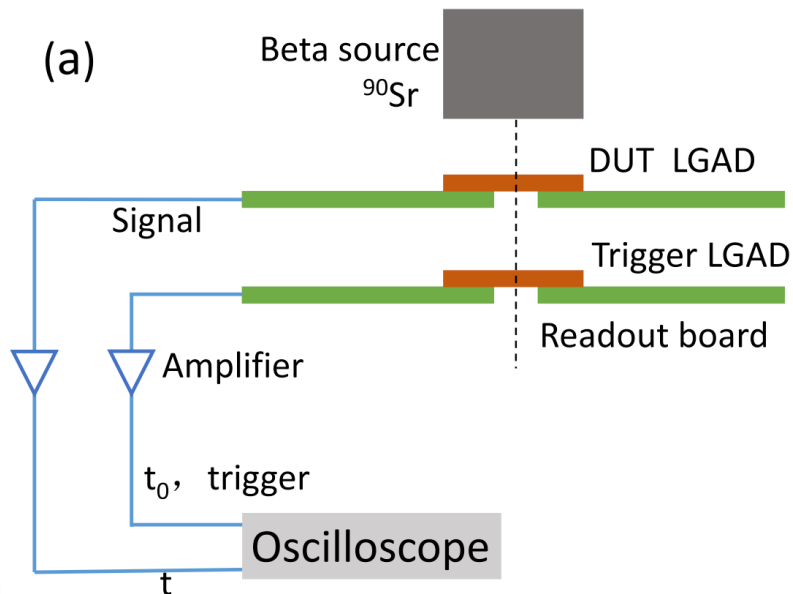 (a)
Beta source
⁹⁰Sr
DUT LGAD
Signal
Trigger LGAD
Readout board
Amplifier
t₀， trigger
Oscilloscope
t